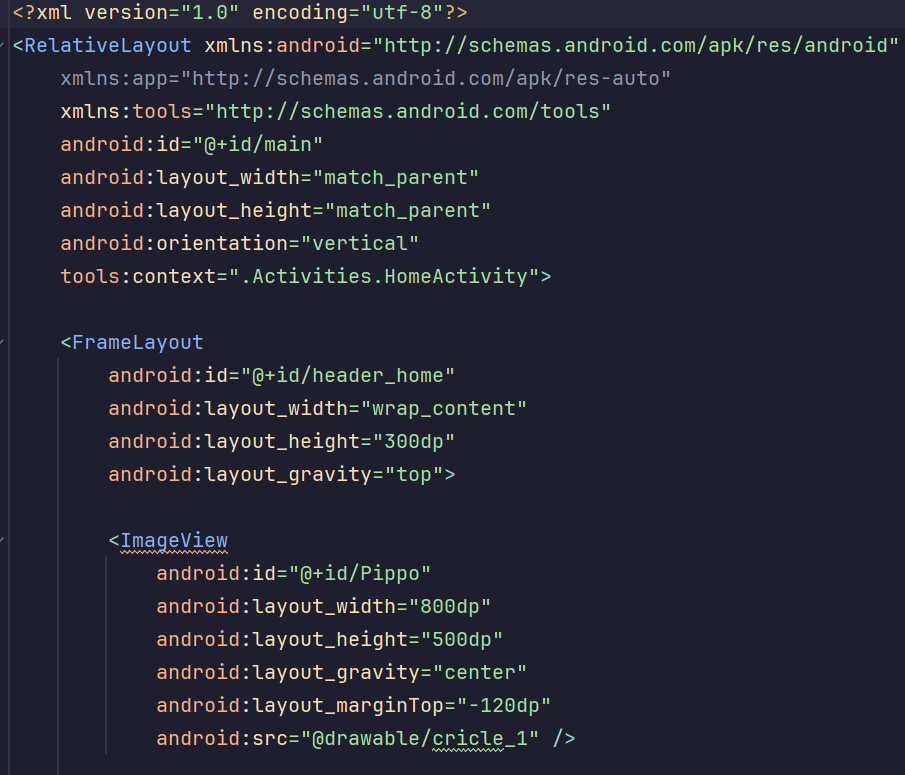 <?xml version="1.0" encoding="utf-8"?>
<RelativeLayout xmlns:android="http://schemas.android.com/apk/res/android"
    xmlns:app="http://schemas.android.com/apk/res-auto"
    xmlns:tools="http://schemas.android.com/tools"
    android:id="@+id/main"
    android:layout_width="match_parent"
    android:layout_height="match_parent"
    android:orientation="vertical"
    tools:context=".Activities.HomeActivity">

    <FrameLayout
        android:id="@+id/header_home"
        android:layout_width="wrap_content"
        android:layout_height="300dp"
        android:layout_gravity="top">

        <ImageView
            android:id="@+id/Pippo"
            android:layout_width="800dp"
            android:layout_height="500dp"
            android:layout_gravity="center"
            android:layout_marginTop="-120dp"
            android:src="@drawable/cricle_1" />